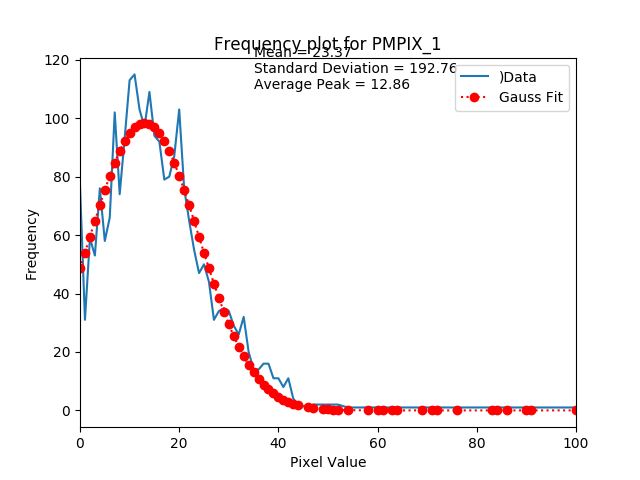 Frequency plot for PMPIX_1
Mean = 23.37
Standard Deviation = 192.76
Average Peak = 12.86
)Data
Gauss Fit
120
100
80
60
40
20
0
Frequency
0 20 40 60 80 100
Pixel Value